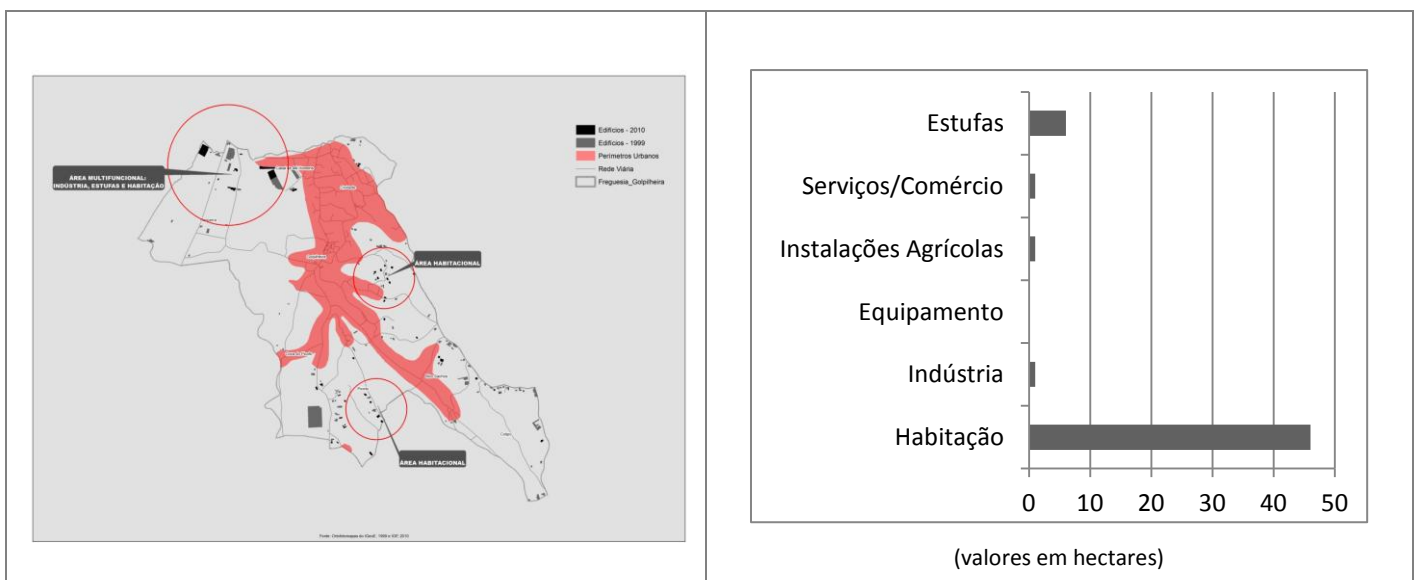 Edifícios - 2010
Edifícios - 1999
Perímetros Urbanos
Rede Viária
Freguesia_Golpilheira
ÁREA MULTIFUNCIONAL:
INDÚSTRIA, ESTUFAS E HABITAÇÃO
ÁREA HABITACIONAL
ÁREA HABITACIONAL
Estufas
Serviços/Comércio
Instalações Agrícolas
Equipamento
Indústria
Habitação
0 10 20 30 40 50
(valores em hectares)